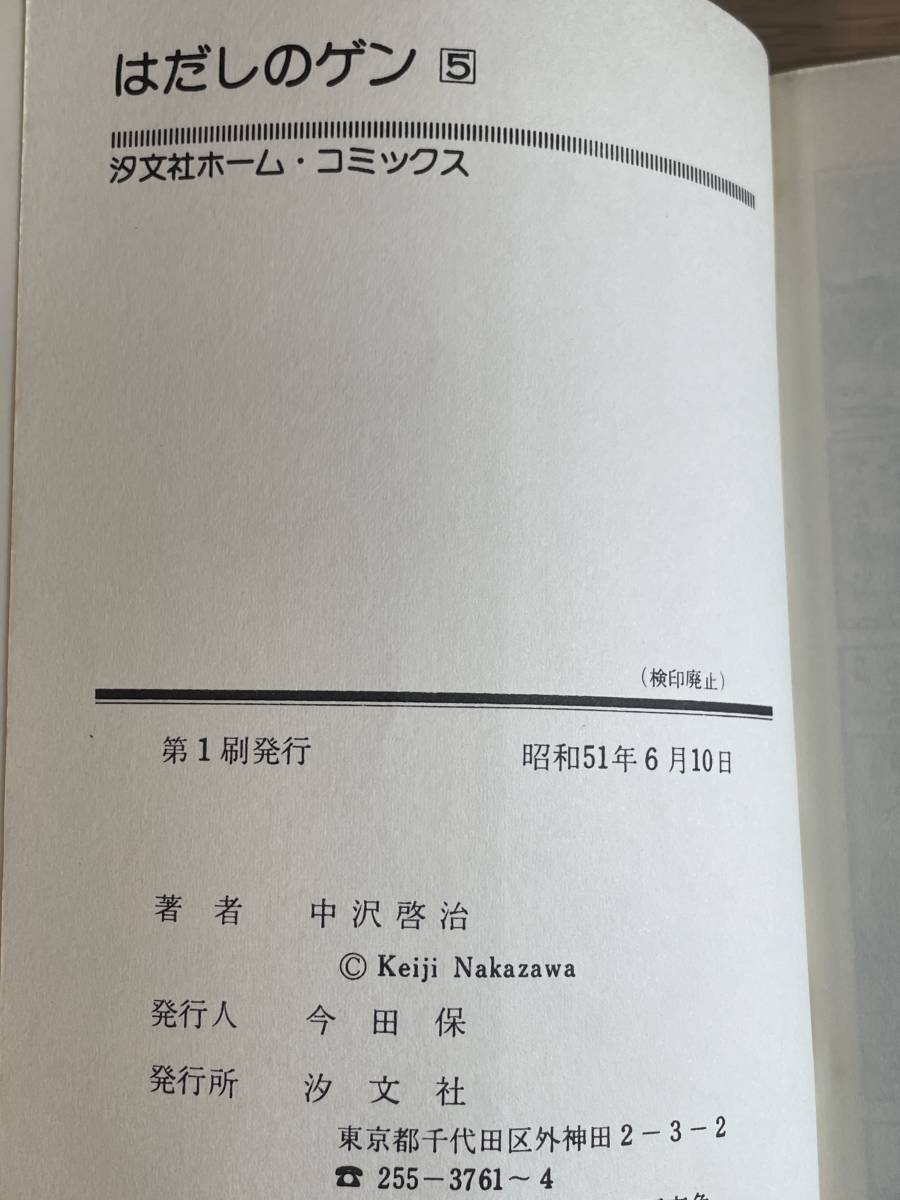 はだしのゲン 5
汐文社ホーム・コミックス
（検印廃止）
第1刷発行 昭和51年6月10日
著者 中沢啓治
© Keiji Nakazawa
発行人 今田保
発行所 汐文社
東京都千代田区外神田2-3-2
☎ 255-3761～4